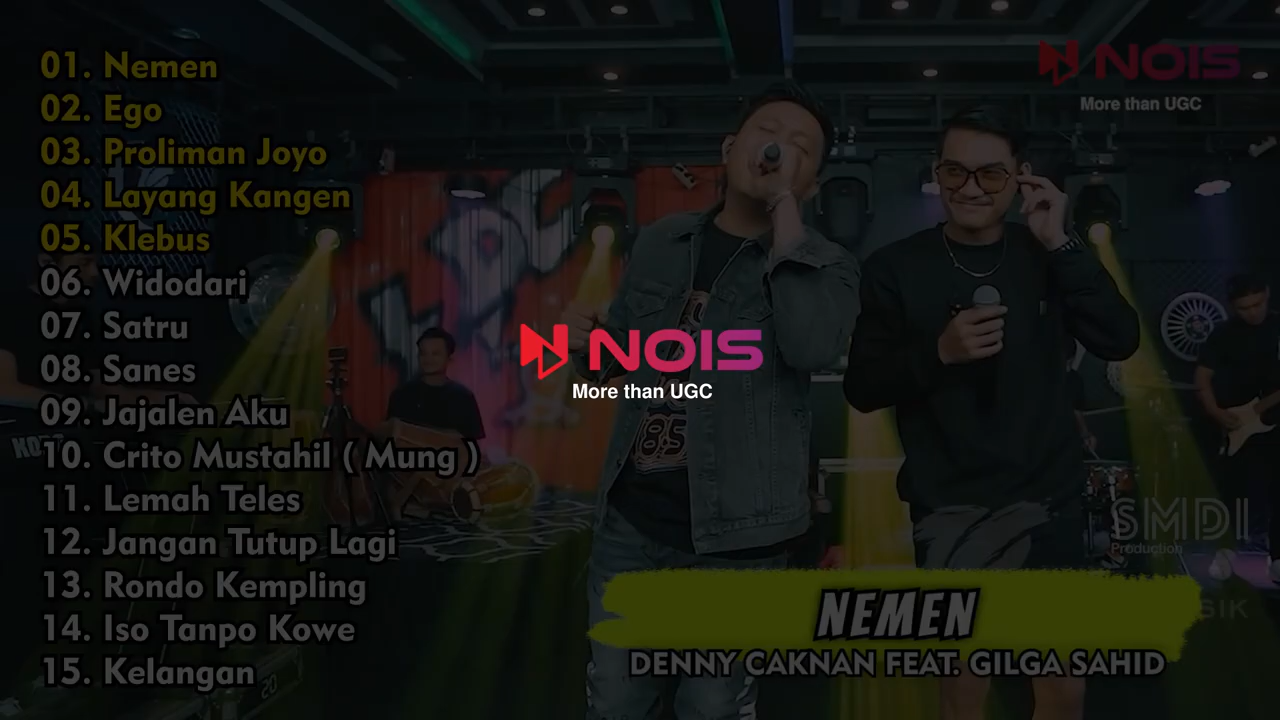 01. Nemen
02. Ego
03. Proliman Joyo
04. Layang Kangen
05. Klebus
06. Widodari
07. Satru
08. Sanes
09. Jajalen Aku
10. Crito Mustahil ( Mung )
11. Lemah Teles
12. Jangan Tutup Lagi
13. Rondo Kempling
14. Iso Tanpo Kowe
15. Kelangan
NOIS
More than UGC
NOIS
More than UGC
SMDI
Production
NEMEN
DENNY CAKNAN FEAT. GILGA SAHID
20